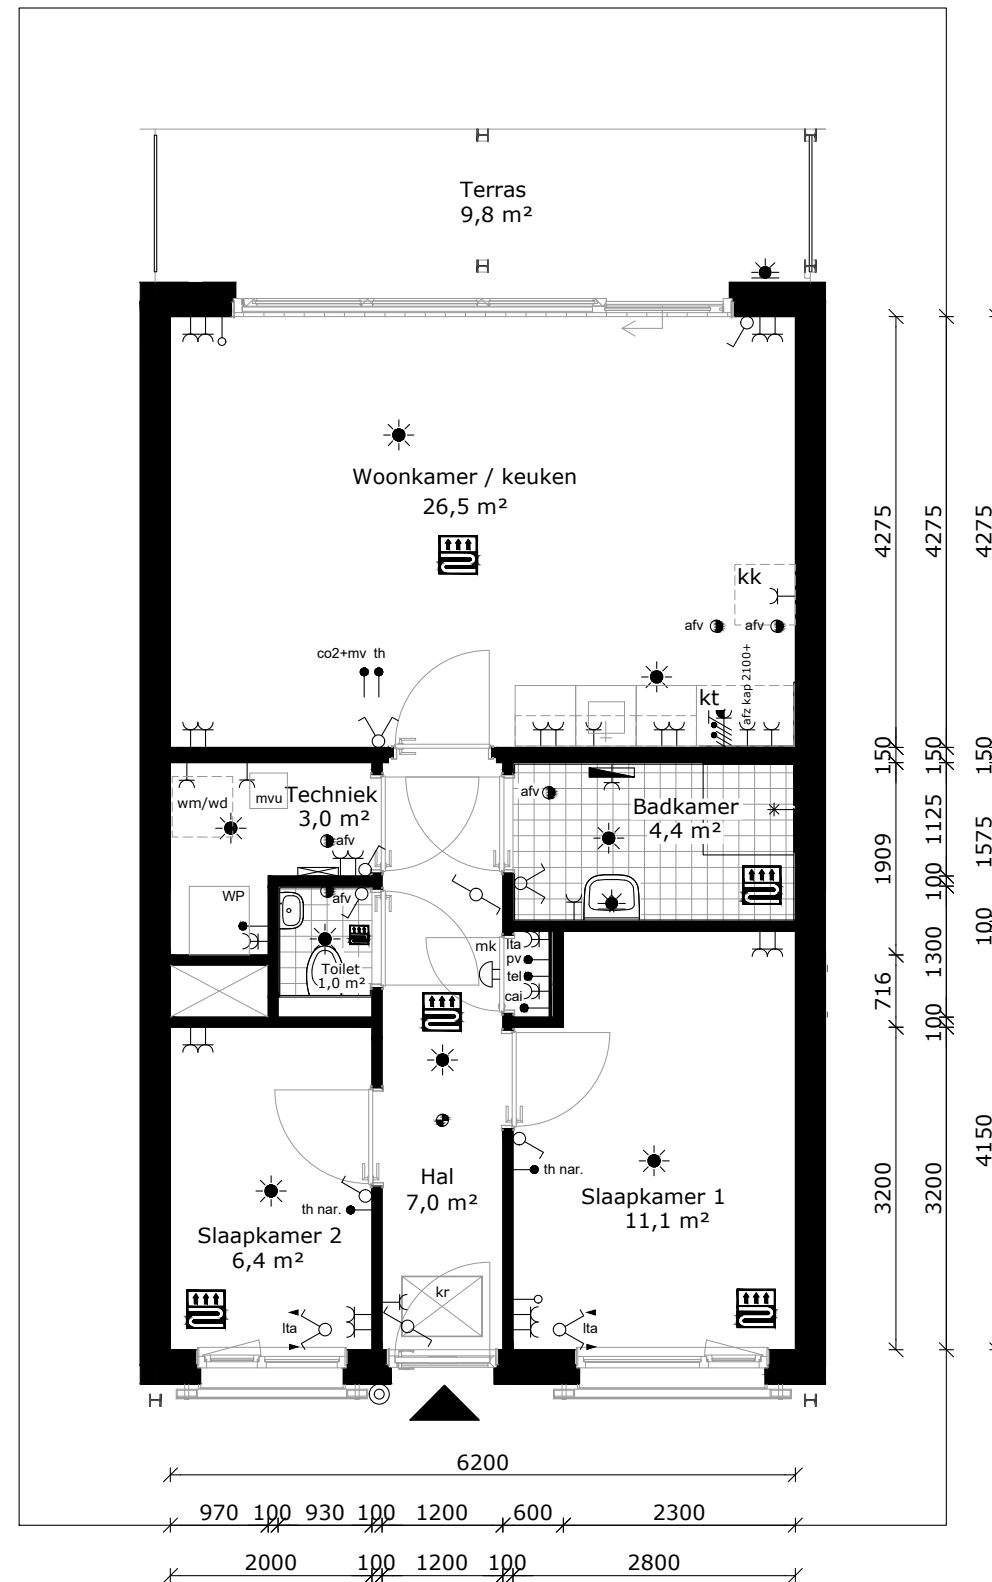 Terras
9,8 m²
Woonkamer / keuken
26,5 m²
kk
afv afv
afz kap 2100+
co2+mv th
kt
wm/wd
mvu
Techniek
3,0 m²
afv
afv
Badkamer
4,4 m²
WP
afv
Toilet
1,0 m²
mk
lta
pv
tel
cai
Hal
7,0 m²
th nar.
th nar.
Slaapkamer 1
11,1 m²
Slaapkamer 2
6,4 m²
kr
lta
lta
4275
150
1909
716
3200
4275
150
1125
100
1300
100
3200
4275
150
1575
100
4150
6200
970 100 930 100 1200 600 2300
2000 100 1200 100 2800